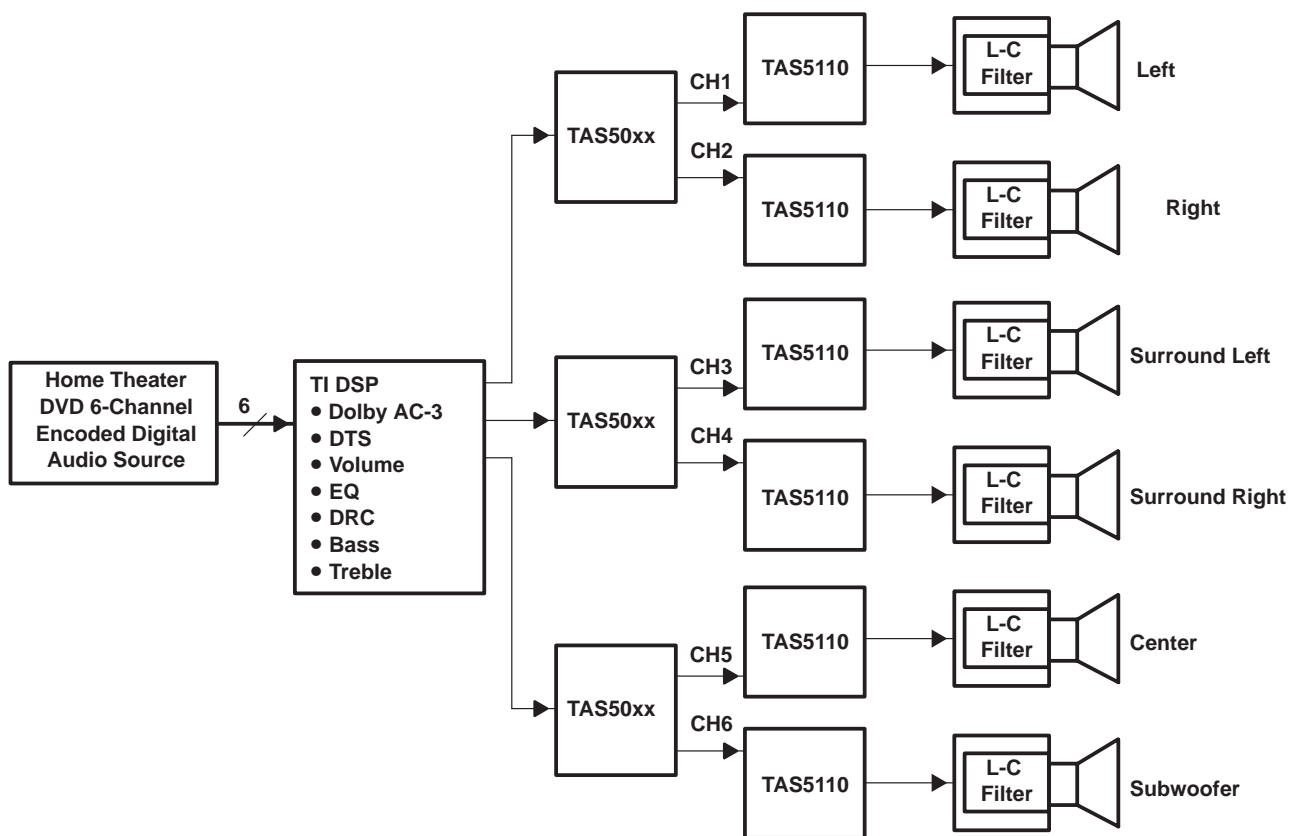 Home Theater
DVD 6-Channel
Encoded Digital
Audio Source
6
TI DSP
• Dolby AC-3
• DTS
• Volume
• EQ
• DRC
• Bass
• Treble
TAS50xx
CH1
CH2
TAS5110
L-C
Filter
Left
TAS5110
L-C
Filter
Right
TAS50xx
CH3
CH4
TAS5110
L-C
Filter
Surround Left
TAS5110
L-C
Filter
Surround Right
TAS50xx
CH5
CH6
TAS5110
L-C
Filter
Center
TAS5110
L-C
Filter
Subwoofer